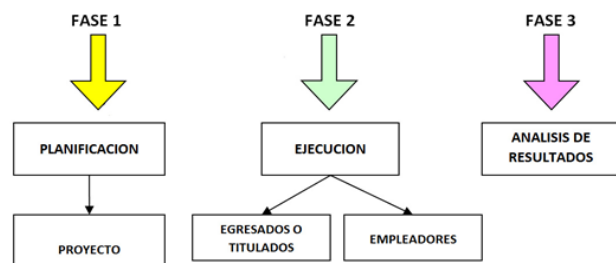 FASE 1
FASE 2
FASE 3
PLANIFICACION
EJECUCION
ANALISIS DE
RESULTADOS
PROYECTO
EGRESADOS O
TITULADOS
EMPLEADORES